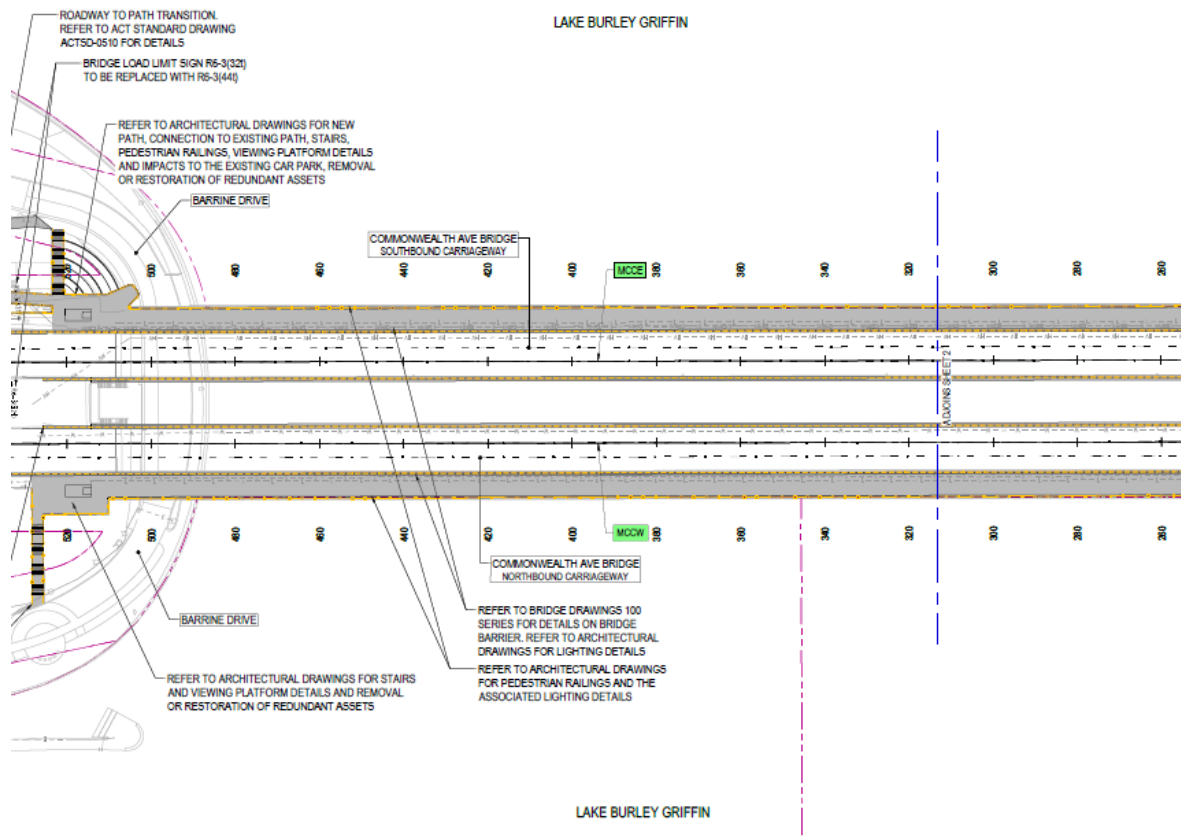 ROADWAY TO PATH TRANSITION.
REFER TO ACT STANDARD DRAWING
ACTSD-0510 FOR DETAILS
BRIDGE LOAD LIMIT SIGN R6-3(32t)
TO BE REPLACED WITH R6-3(44t)
REFER TO ARCHITECTURAL DRAWINGS FOR NEW
PATH, CONNECTION TO EXISTING PATH, STAIRS,
PEDESTRIAN RAILINGS, VIEWING PLATFORM DETAILS
AND IMPACTS TO THE EXISTING CAR PARK, REMOVAL
OR RESTORATION OF REDUNDANT ASSETS
LAKE BURLEY GRIFFIN
BARRINE DRIVE
COMMONWEALTH AVE BRIDGE
SOUTHBOUND CARRIAGEWAY
MCCE
520 500 480 460 440 420 400 380 360 340 320 300 280 260
ADJOINS SHEET 2
520 500 480 460 440 420 400 380 360 340 320 300 280 260
MCCW
COMMONWEALTH AVE BRIDGE
NORTHBOUND CARRIAGEWAY
BARRINE DRIVE
REFER TO BRIDGE DRAWINGS 100
SERIES FOR DETAILS ON BRIDGE
BARRIER. REFER TO ARCHITECTURAL
DRAWINGS FOR LIGHTING DETAILS
REFER TO ARCHITECTURAL DRAWINGS
FOR PEDESTRIAN RAILINGS AND THE
ASSOCIATED LIGHTING DETAILS
REFER TO ARCHITECTURAL DRAWINGS FOR STAIRS
AND VIEWING PLATFORM DETAILS AND REMOVAL
OR RESTORATION OF REDUNDANT ASSETS
LAKE BURLEY GRIFFIN